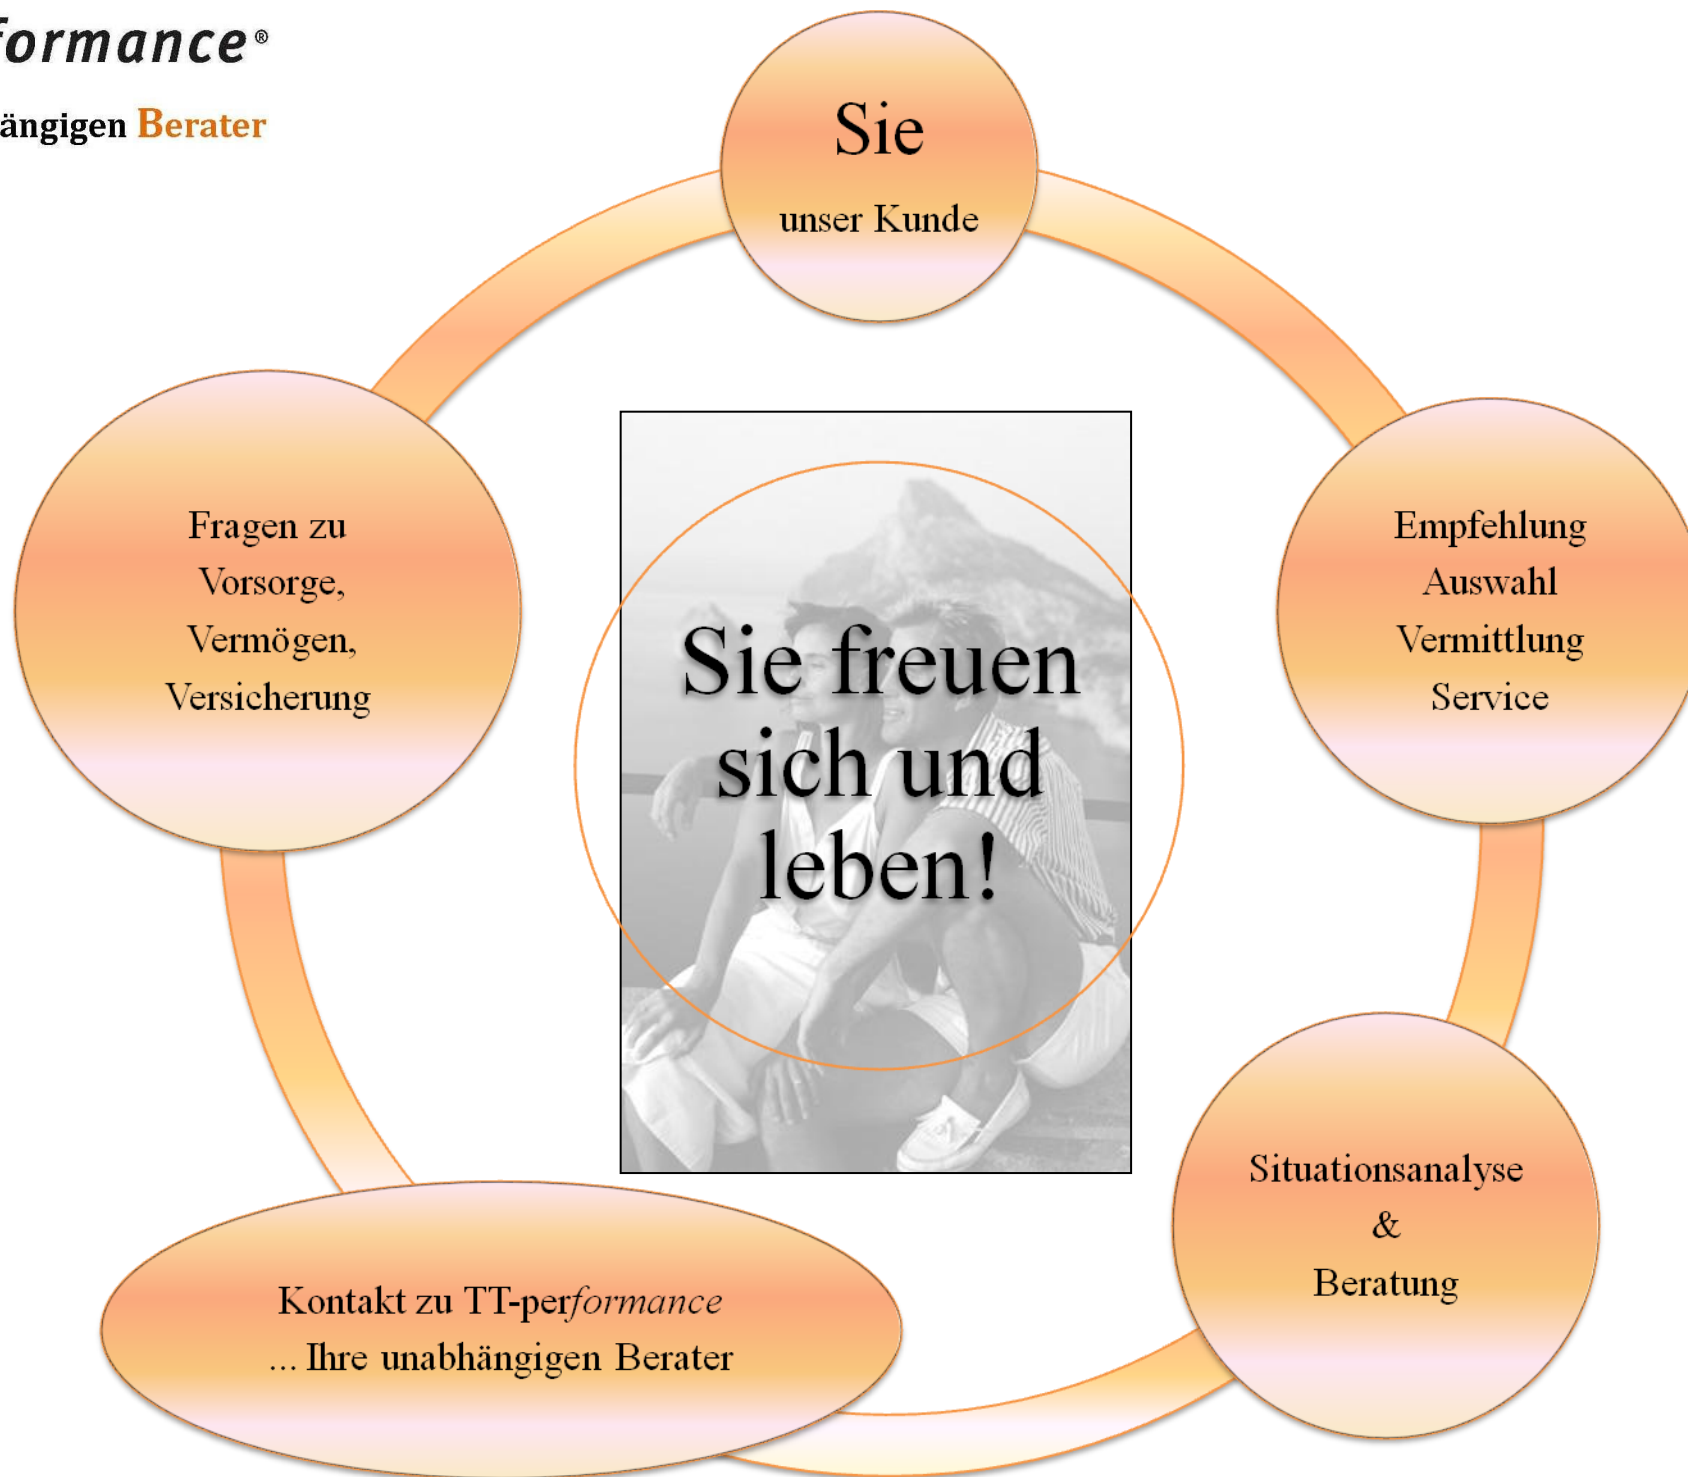 formance®
ängigen Berater
Sie
unser Kunde
Fragen zu
Vorsorge,
Vermögen,
Versicherung
Empfehlung
Auswahl
Vermittlung
Service
Sie freuen
sich und
leben!
Situationsanalyse
&
Beratung
Kontakt zu TT-performance
... Ihre unabhängigen Berater